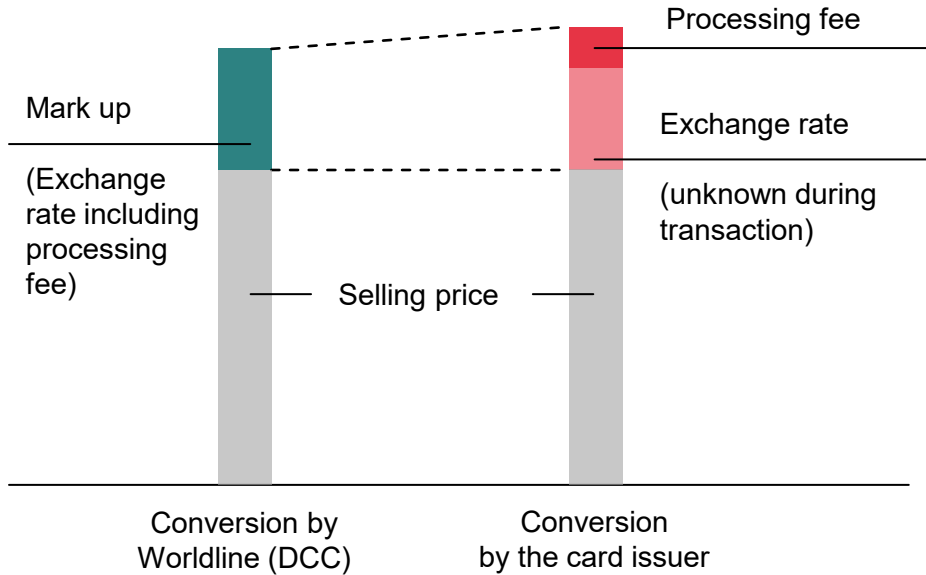 Processing fee
Mark up
Exchange rate
(Exchange
rate including
processing
fee)
(unknown during
transaction)
Selling price
Conversion by
Worldline (DCC)
Conversion
by the card issuer